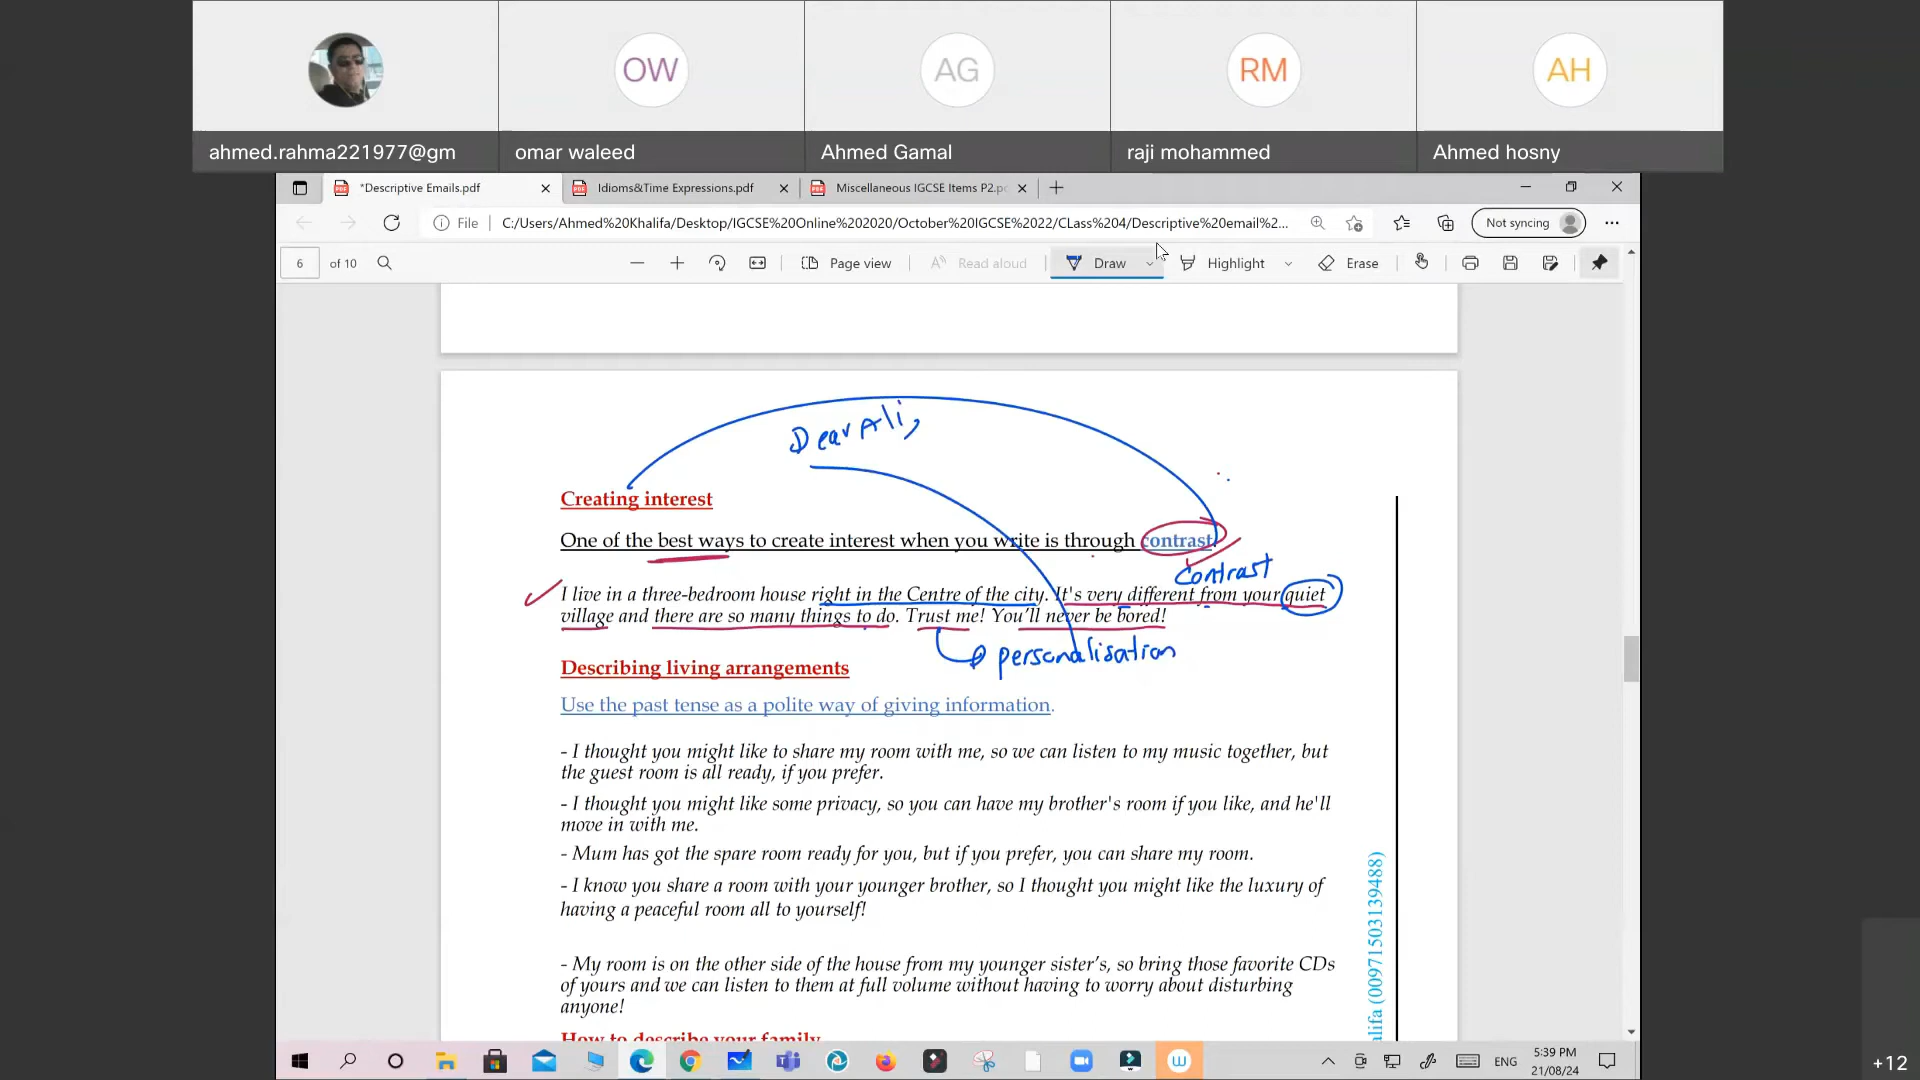 OW
AG
RM
AH
ahmed.rahma221977@gm
omar waleed
Ahmed Gamal
raji mohammed
Ahmed hosny
*Descriptive Emails.pdf
Idioms&Time Expressions.pdf
Miscellaneous IGCSE Items P2.pc
File
C:/Users/Ahmed%20Khalifa/Desktop/IGCSE%20Online%202020/October%20IGCSE%2022/CLass%204/Descriptive%20email%2...
Not syncing
6
of 10
Page view
Read aloud
Draw
Highlight
Erase
Dear Ali,
Creating interest
One of the best ways to create interest when you write is through contrast.
Contrast
I live in a three-bedroom house right in the Centre of the city. It's very different from your quiet
village and there are so many things to do. Trust me! You'll never be bored!
personalisation
Describing living arrangements
Use the past tense as a polite way of giving information.
- I thought you might like to share my room with me, so we can listen to my music together, but
the guest room is all ready, if you prefer.
- I thought you might like some privacy, so you can have my brother's room if you like, and he'll
move in with me.
- Mum has got the spare room ready for you, but if you prefer, you can share my room.
- I know you share a room with your younger brother, so I thought you might like the luxury of
having a peaceful room all to yourself!
- My room is on the other side of the house from my younger sister's, so bring those favorite CDs
of yours and we can listen to them at full volume without having to worry about disturbing
anyone!
How to describe your family
alifa (00971503139488)
ENG
5:39 PM
21/08/24
+12